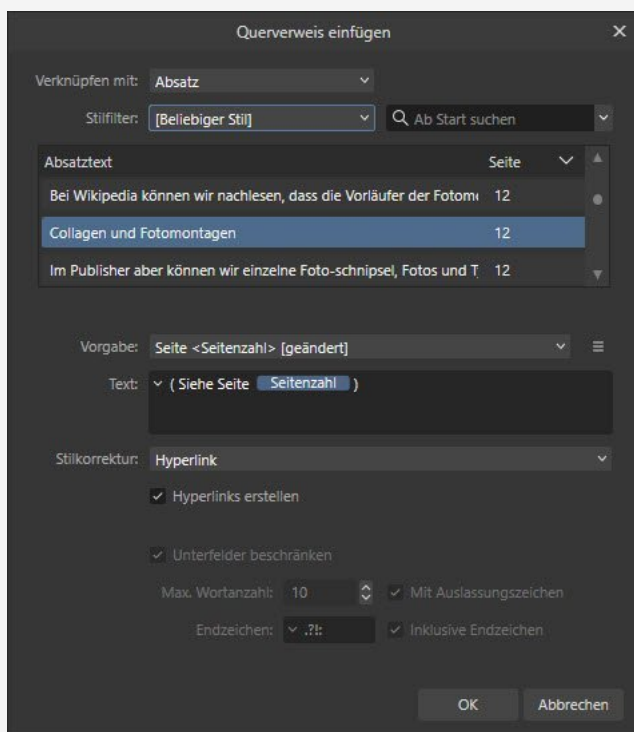 Querverweis einfügen
Verknüpfen mit: Absatz
Stilfilter: [Beliebiger Stil] Ab Start suchen
Absatztext Seite
Bei Wikipedia können wir nachlesen, dass die Vorläufer der Fotom 12
Collagen und Fotomontagen 12
Im Publisher aber können wir einzelne Foto-schnipsel, Fotos und T 12
Vorgabe: Seite <Seitenzahl> [geändert]
Text: ( Siehe Seite Seitenzahl )
Stilkorrektur: Hyperlink
Hyperlinks erstellen
Unterfelder beschränken
Max. Wortanzahl: 10 Mit Auslassungszeichen
Endzeichen: .?!: Inklusive Endzeichen
OK Abbrechen